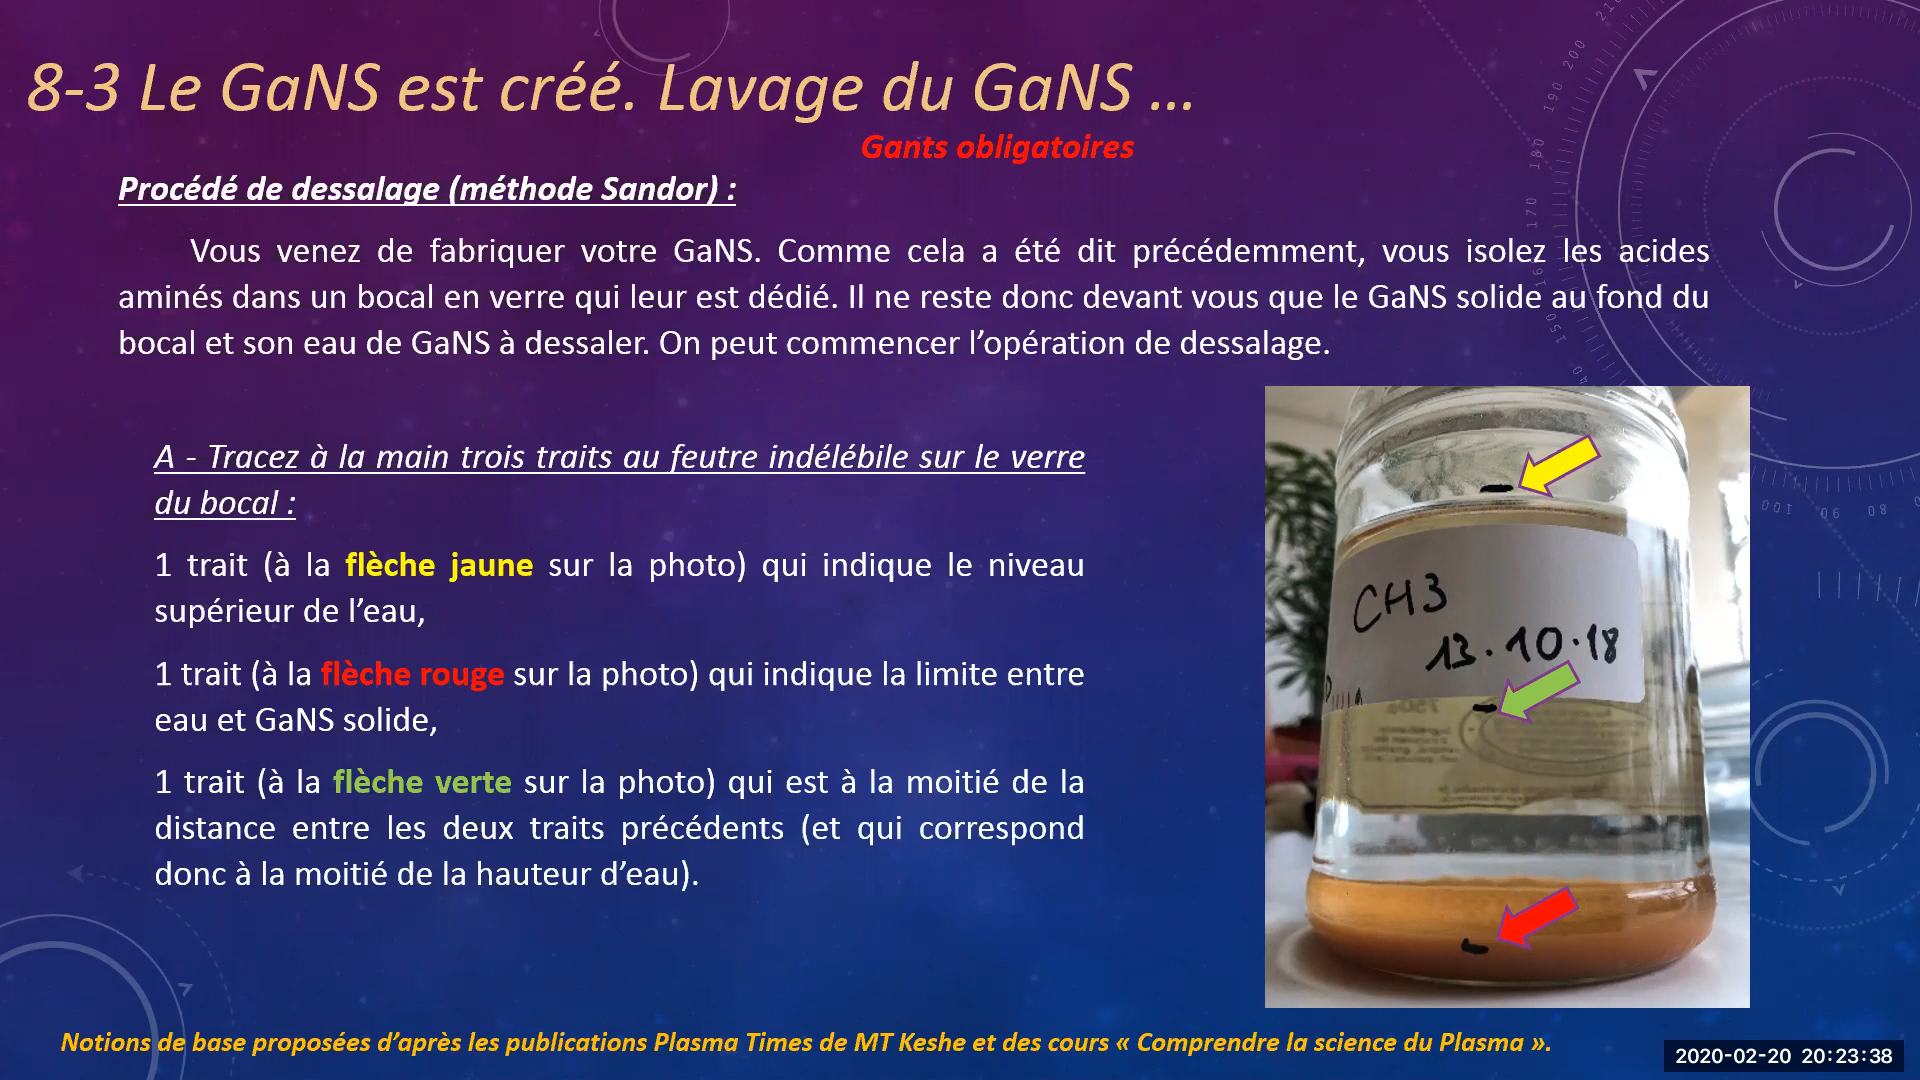 8-3 Le GaNS est créé. Lavage du GaNS ...
Gants obligatoires
Procédé de dessalage (méthode Sandor) :
Vous venez de fabriquer votre GaNS. Comme cela a été dit précédemment, vous isolez les acides
aminés dans un bocal en verre qui leur est dédié. Il ne reste donc devant vous que le GaNS solide au fond du
bocal et son eau de GaNS à dessaler. On peut commencer l’opération de dessalage.
A - Tracez à la main trois traits au feutre indélébile sur le verre
du bocal :
1 trait (à la flèche jaune sur la photo) qui indique le niveau
supérieur de l’eau,
1 trait (à la flèche rouge sur la photo) qui indique la limite entre
eau et GaNS solide,
1 trait (à la flèche verte sur la photo) qui est à la moitié de la
distance entre les deux traits précédents (et qui correspond
donc à la moitié de la hauteur d’eau).
CH3
13.10.18
Notions de base proposées d’après les publications Plasma Times de MT Keshe et des cours « Comprendre la science du Plasma ».
2020-02-20 20:23:38